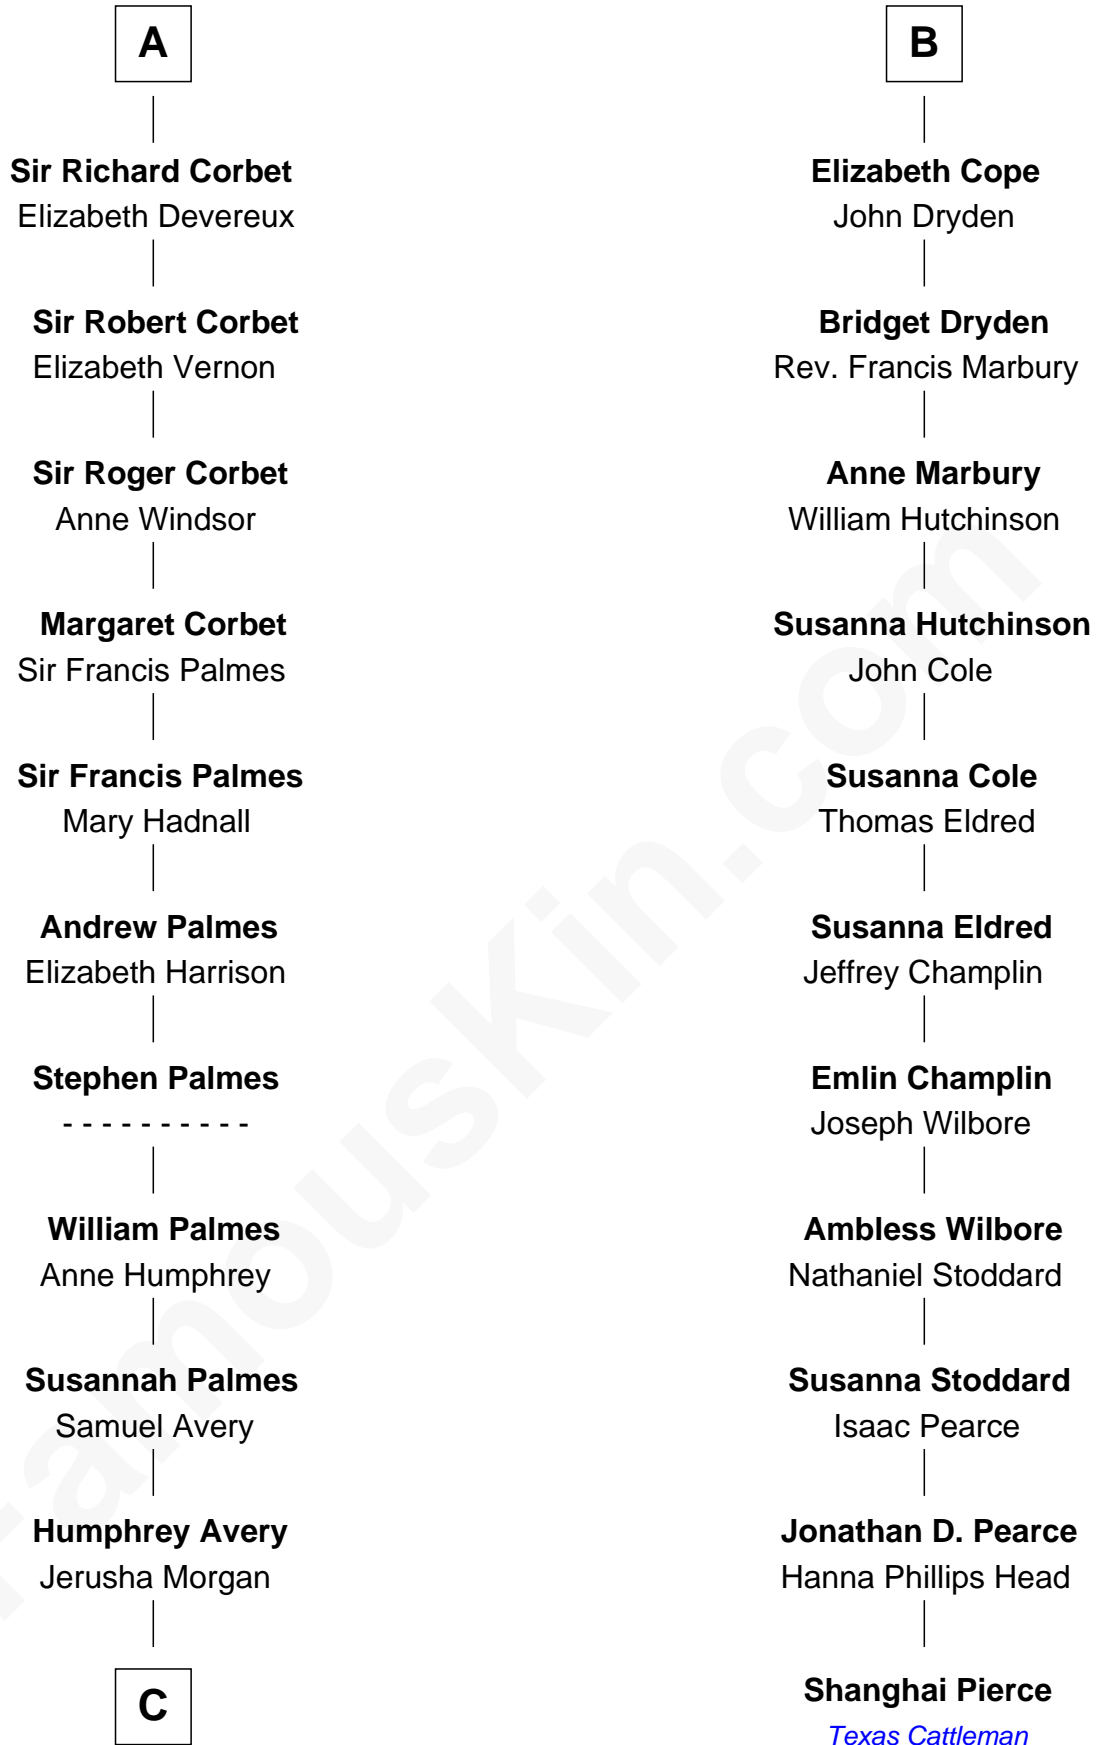 A
Sir Richard Corbet
Elizabeth Devereux
Sir Robert Corbet
Elizabeth Vernon
Sir Roger Corbet
Anne Windsor
Margaret Corbet
Sir Francis Palmes
Sir Francis Palmes
Mary Hadnall
Andrew Palmes
Elizabeth Harrison
Stephen Palmes
- - - - - - - - - -
William Palmes
Anne Humphrey
Susannah Palmes
Samuel Avery
Humphrey Avery
Jerusha Morgan
C
B
Elizabeth Cope
John Dryden
Bridget Dryden
Rev. Francis Marbury
Anne Marbury
William Hutchinson
Susanna Hutchinson
John Cole
Susanna Cole
Thomas Eldred
Susanna Eldred
Jeffrey Champlin
Emlin Champlin
Joseph Wilbore
Ambless Wilbore
Nathaniel Stoddard
Susanna Stoddard
Isaac Pearce
Jonathan D. Pearce
Hanna Phillips Head
Shanghai Pierce
Texas Cattleman
FamousKin.com